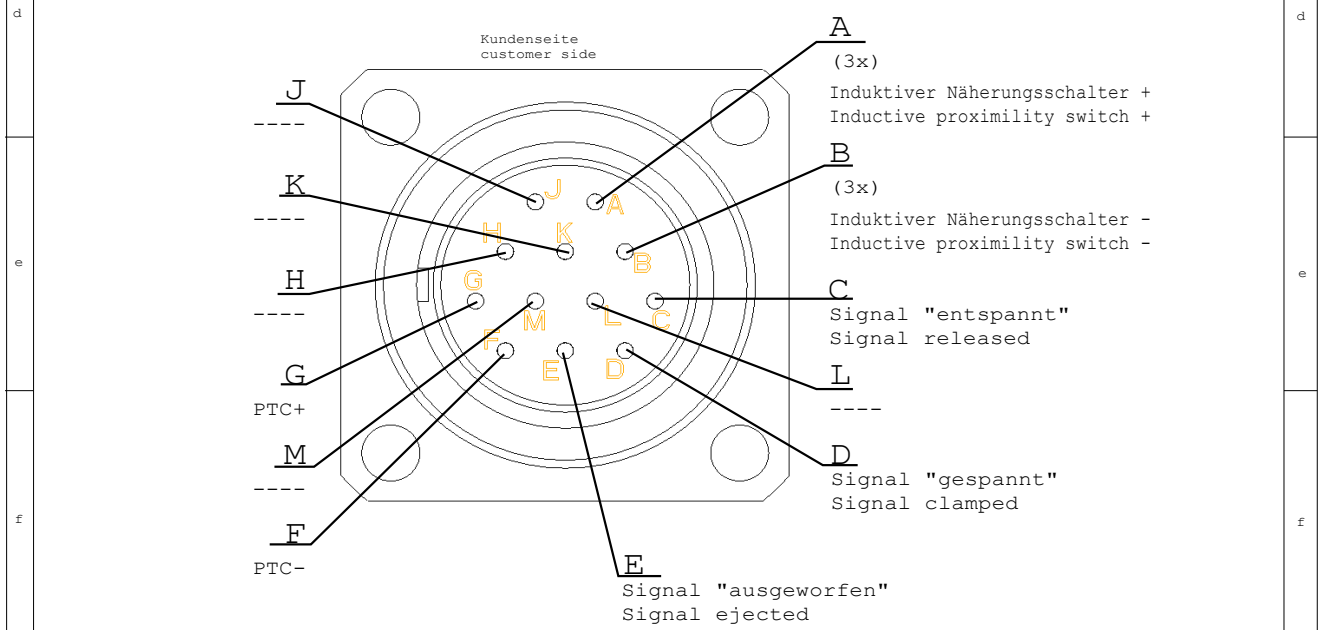 d
d
Kundenseite
customer side
A
(3x)
Induktiver Näherungsschalter +
Inductive proximility switch +
J
----
B
(3x)
Induktiver Näherungsschalter -
Inductive proximility switch -
K
----
J
A
H
K
B
e
e
H
----
G
C
Signal "entspannt"
Signal released
M
L
C
F
E
D
G
PTC+
L
----
M
----
D
Signal "gespannt"
Signal clamped
f
f
F
PTC-
E
Signal "ausgeworfen"
Signal ejected